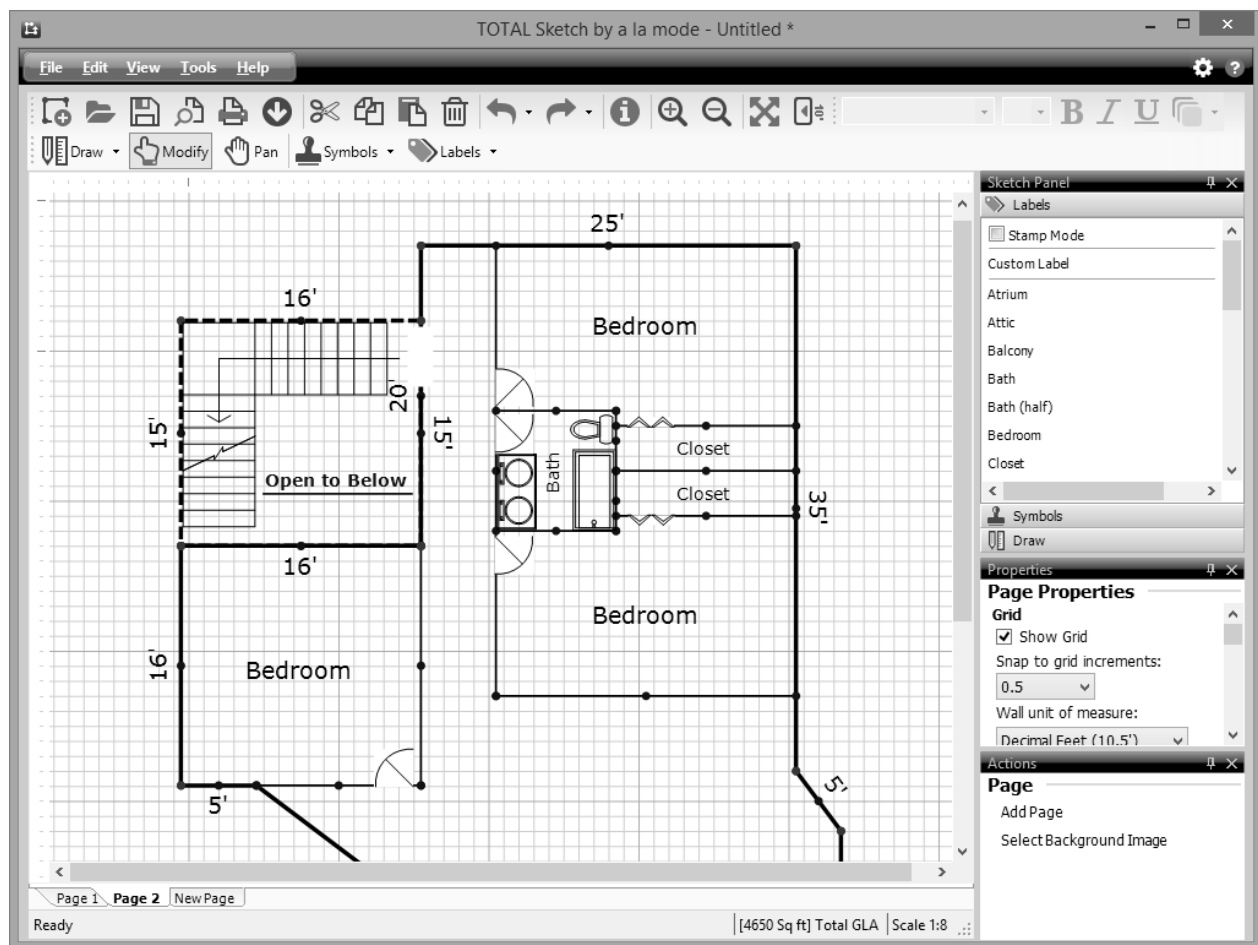 TOTAL Sketch by a la mode - Untitled *
File Edit View Tools Help
B I U
Draw Modify Pan Symbols Labels
25'
16'
Bedroom
20'
15'
15'
Closet
Bath
Open to Below
Closet
35'
16'
Bedroom
16'
Bedroom
5'
5'
Sketch Panel
Labels
Stamp Mode
Custom Label
Atrium
Attic
Balcony
Bath
Bath (half)
Bedroom
Closet
Symbols
Draw
Properties
Page Properties
Grid
Show Grid
Snap to grid increments:
0.5
Wall unit of measure:
Decimal Feet (10.5')
Actions
Page
Add Page
Select Background Image
Page 1 Page 2 New Page
Ready [4650 Sq ft] Total GLA Scale 1:8